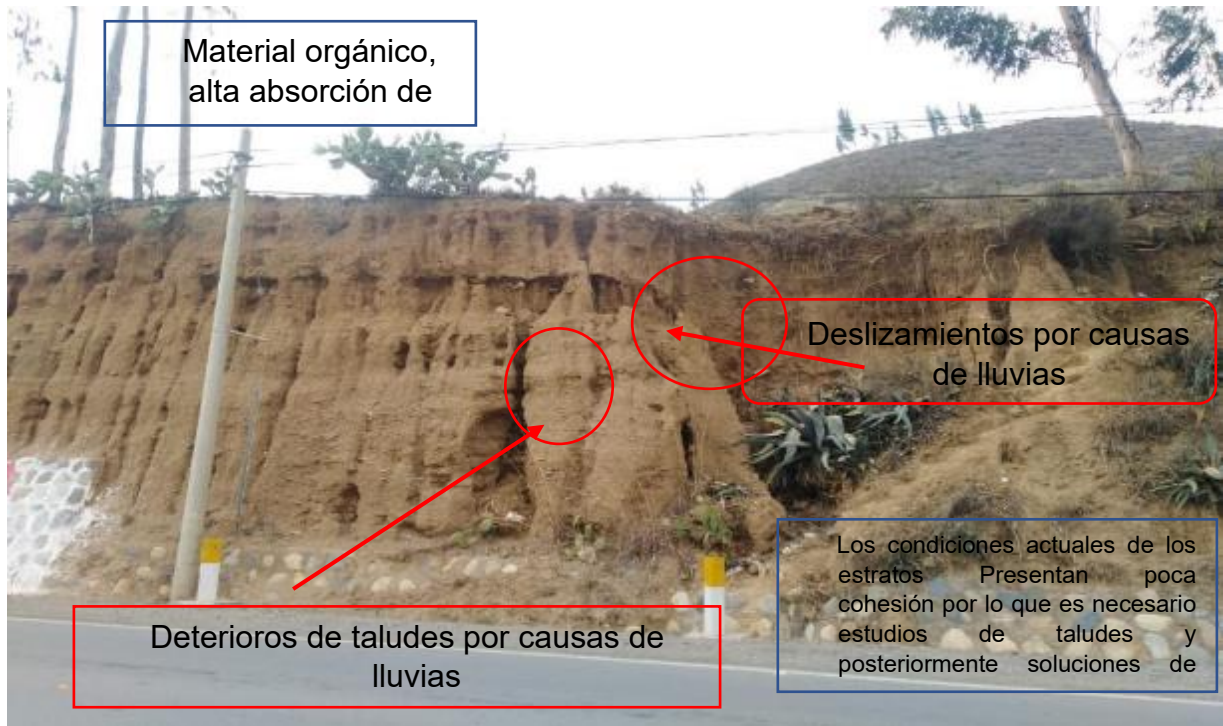 Material orgánico,
alta absorción de
Deslizamientos por causas
de lluvias
Los condiciones actuales de los
estratos Presentan poca
cohesión por lo que es necesario
estudios de taludes y
posteriormente soluciones de
Deterioros de taludes por causas de
lluvias